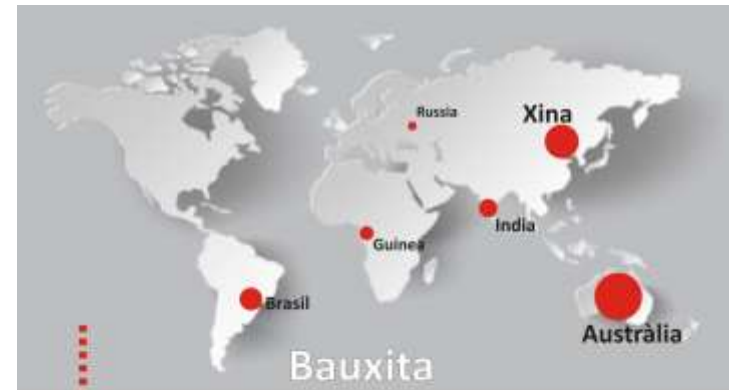 Russia
Xina
India
Guinea
Brasil
Austràlia
Bauxita